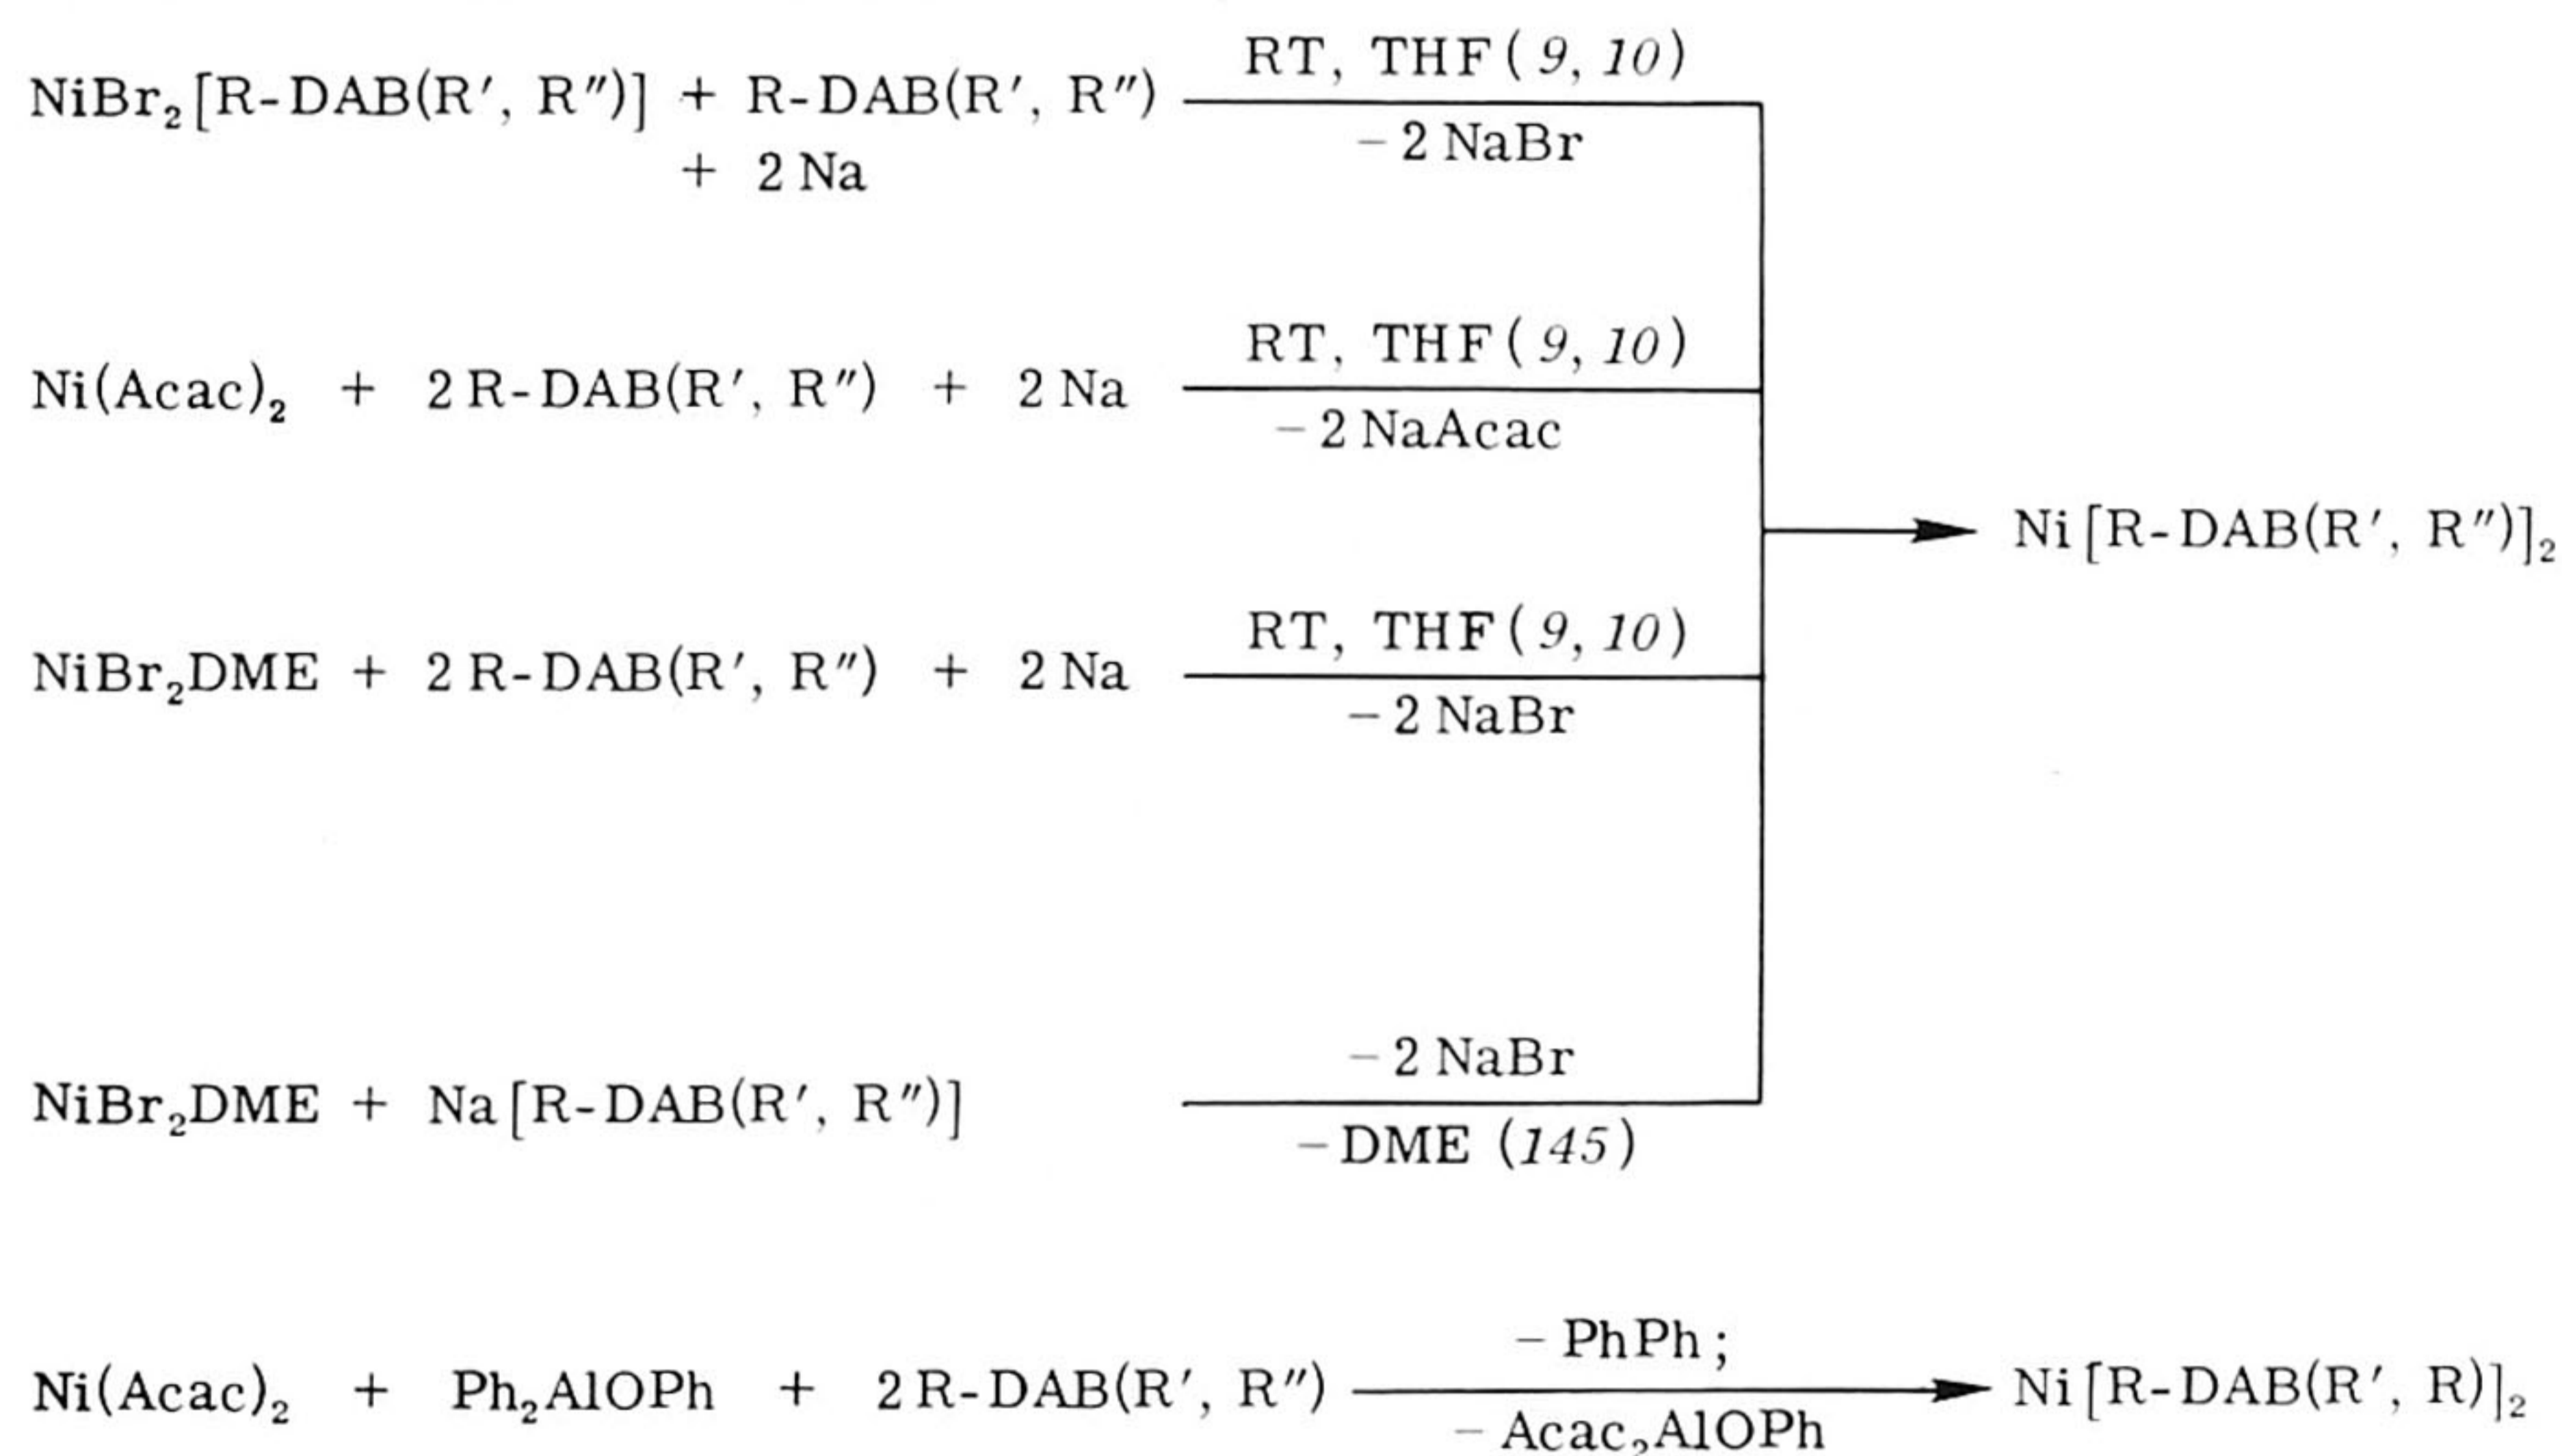 RT, THF (9, 10)
NiBr₂[R-DAB(R′, R″)] + R-DAB(R′, R″)
− 2 NaBr
+ 2 Na
RT, THF (9, 10)
Ni(Acac)₂ + 2 R-DAB(R′, R″) + 2 Na
− 2 NaAcac
Ni[R-DAB(R′, R″)]₂
RT, THF (9, 10)
NiBr₂DME + 2 R-DAB(R′, R″) + 2 Na
− 2 NaBr
− 2 NaBr
NiBr₂DME + Na[R-DAB(R′, R″)]
− DME (145)
− PhPh;
Ni(Acac)₂ + Ph₂AlOPh + 2 R-DAB(R′, R″) Ni[R-DAB(R′, R)]₂
− Acac₂AlOPh